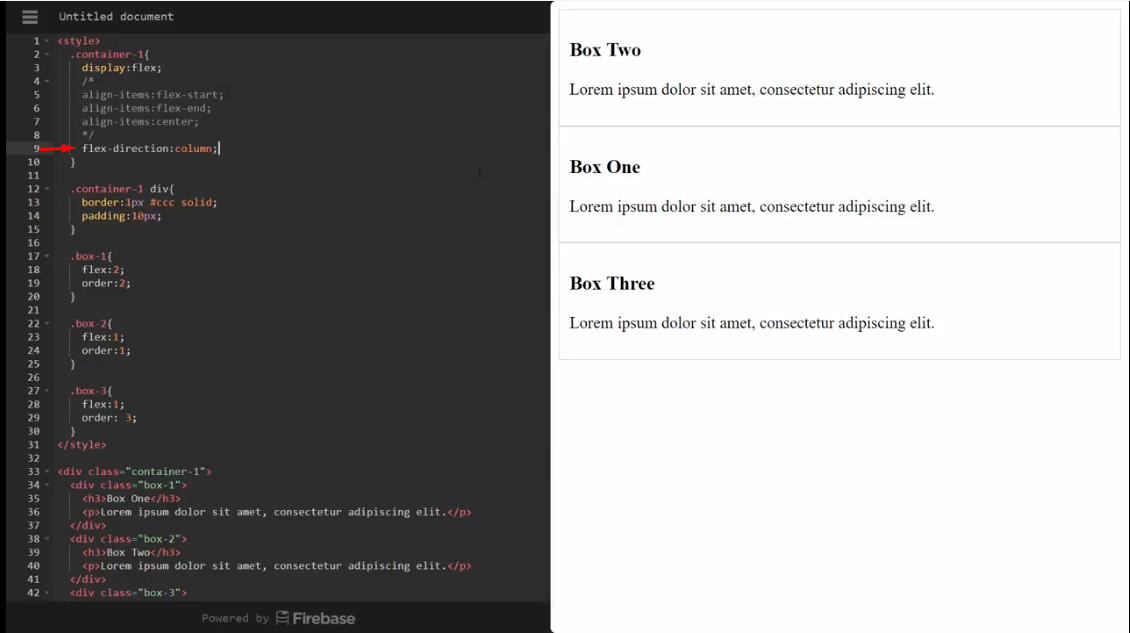 Untitled document
1 <style>
2 .container-1{
3 display:flex;
4 /*
5 align-items:flex-start;
6 align-items:flex-end;
7 align-items:center;
8 */
9 flex-direction:column;
10 }
11
12 .container-1 div{
13 border:1px #ccc solid;
14 padding:10px;
15 }
16
17 .box-1{
18 flex:2;
19 order:2;
20 }
21
22 .box-2{
23 flex:1;
24 order:1;
25 }
26
27 .box-3{
28 flex:1;
29 order: 3;
30 }
31 </style>
32
33 <div class="container-1">
34 <div class="box-1">
35 <h3>Box One</h3>
36 <p>Lorem ipsum dolor sit amet, consectetur adipiscing elit.</p>
37 </div>
38 <div class="box-2">
39 <h3>Box Two</h3>
40 <p>Lorem ipsum dolor sit amet, consectetur adipiscing elit.</p>
41 </div>
42 <div class="box-3">
Powered by Firebase
Box Two
Lorem ipsum dolor sit amet, consectetur adipiscing elit.
Box One
Lorem ipsum dolor sit amet, consectetur adipiscing elit.
Box Three
Lorem ipsum dolor sit amet, consectetur adipiscing elit.